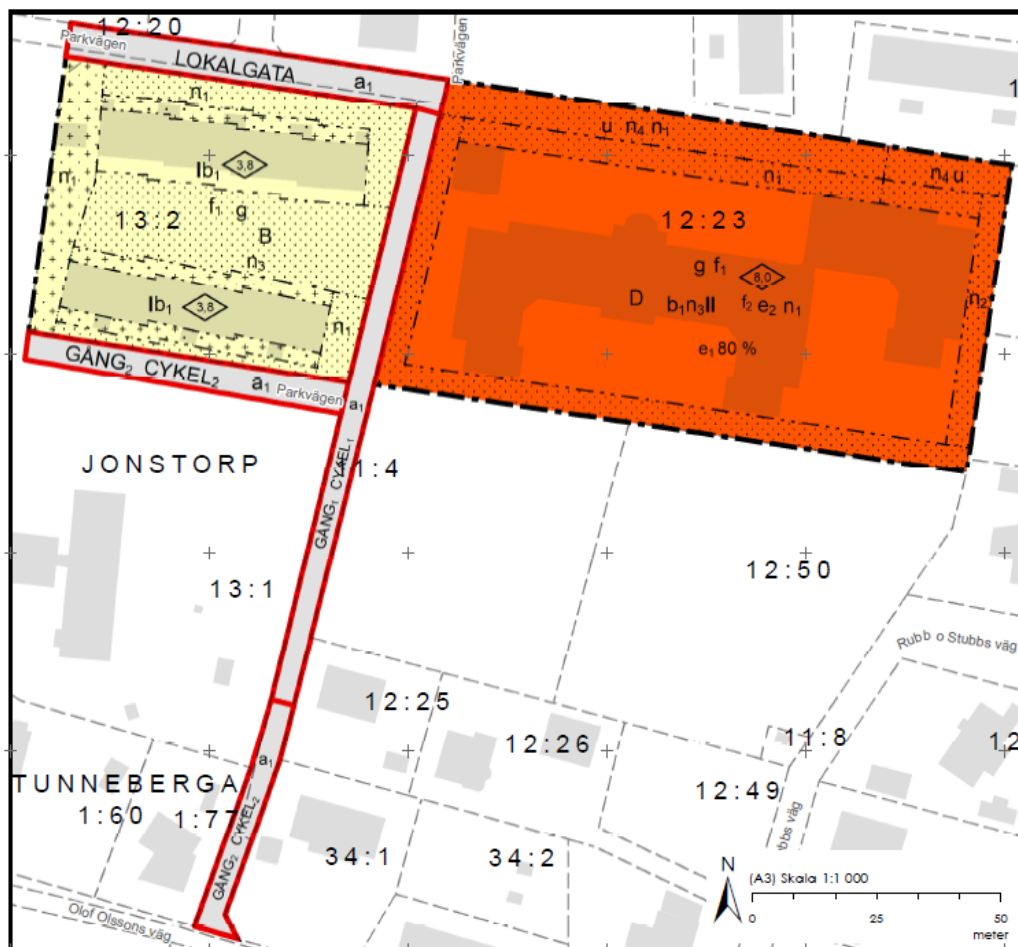 12:20
Parkvägen
LOKALGATA a₁
Parkvägen
n₁
Ib₁ 3,8
n₁
f₁ g
13:2
B
n₃
Ib₁ 3,8
n₁
GÅNG₂ CYKEL₂ a₁ Parkvägen
a₁
u n₄ n₁
n₁
n₄ u
12:23
g f₁ 8,0
D b₁n₃II f₂ e₂ n₁
n₂
e₁ 80 %
1
JONSTORP
1:4
GÅNG₁ CYKEL₁
13:1
12:50
Rubb o Stubbs väg
12:25
12:26
11:8
12
a₁
TUNNEBERGA
1:60
1:77
12:49
bbs väg
GÅNG₂ CYKEL₂
34:1
34:2
Olof Olssons väg
N
(A3) Skala 1:1 000
0 25 50
meter